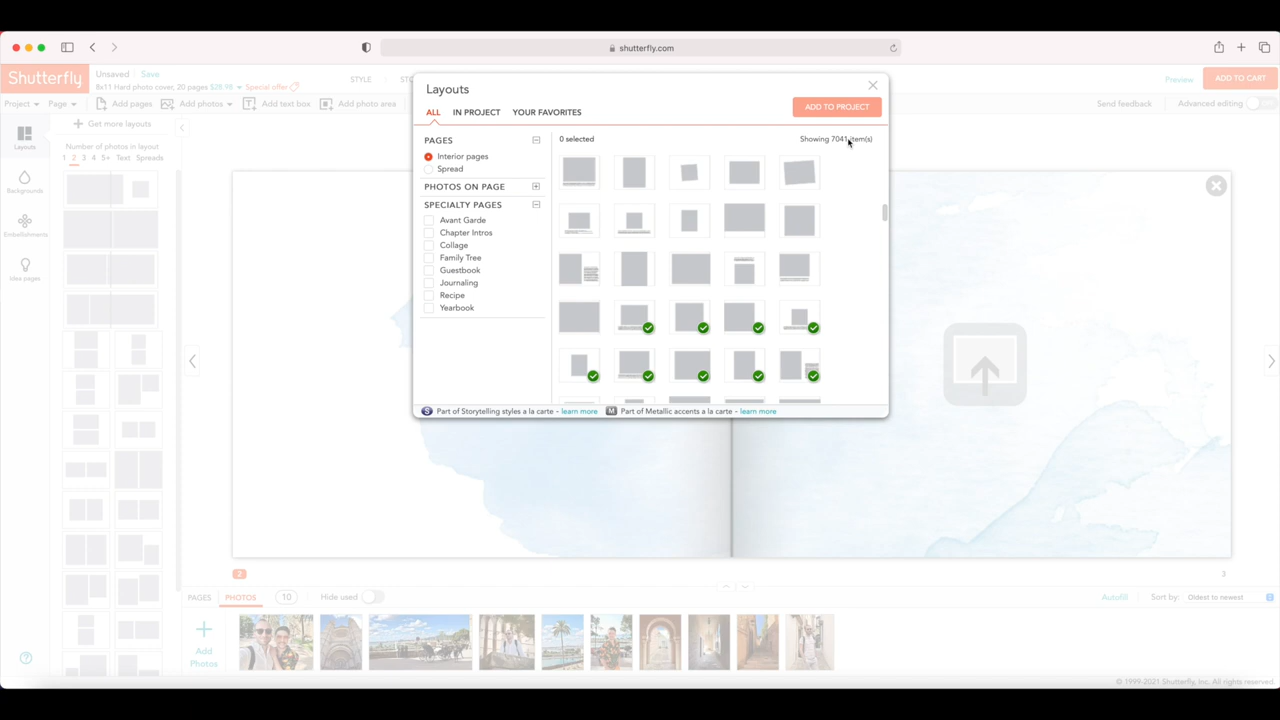 shutterfly.com
Shutterfly
Unsaved Save
8x11 Hard photo cover, 20 pages $28.98 Special offer
STYLE
Preview
ADD TO CART
Project Page Add pages Add photos Add text box Add photo area
Send feedback Advanced editing
Layouts
Backgrounds
Embellishments
Idea pages
Get more layouts
Number of photos in layout
1 2 3 4 5+ Text Spreads
Layouts
ALL IN PROJECT YOUR FAVORITES
ADD TO PROJECT
PAGES
Interior pages
Spread
PHOTOS ON PAGE
SPECIALTY PAGES
Avant Garde
Chapter Intros
Collage
Family Tree
Guestbook
Journaling
Recipe
Yearbook
0 selected
Showing 7041 item(s)
S Part of Storytelling styles a la carte - learn more M Part of Metallic accents a la carte - learn more
2
3
PAGES PHOTOS 10 Hide used
Autofill Sort by: Oldest to newest
Add
Photos
© 1999-2021 Shutterfly, Inc. All rights reserved.